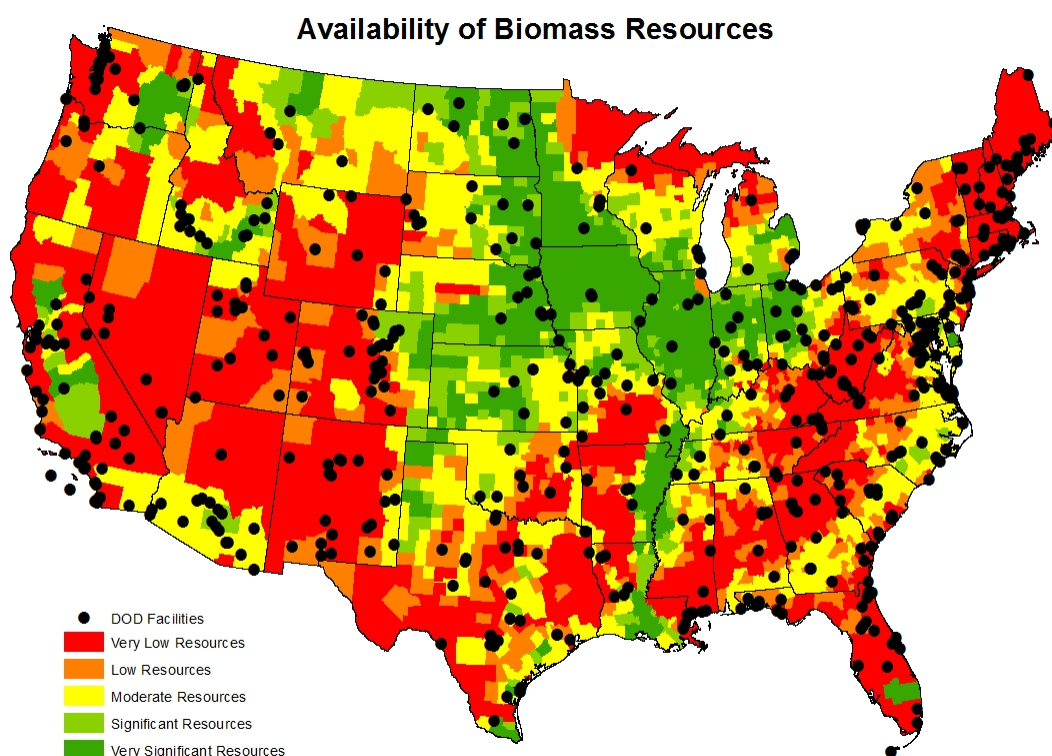 Availability of Biomass Resources
DOD Facilities
Very Low Resources
Low Resources
Moderate Resources
Significant Resources
Very Significant Resources